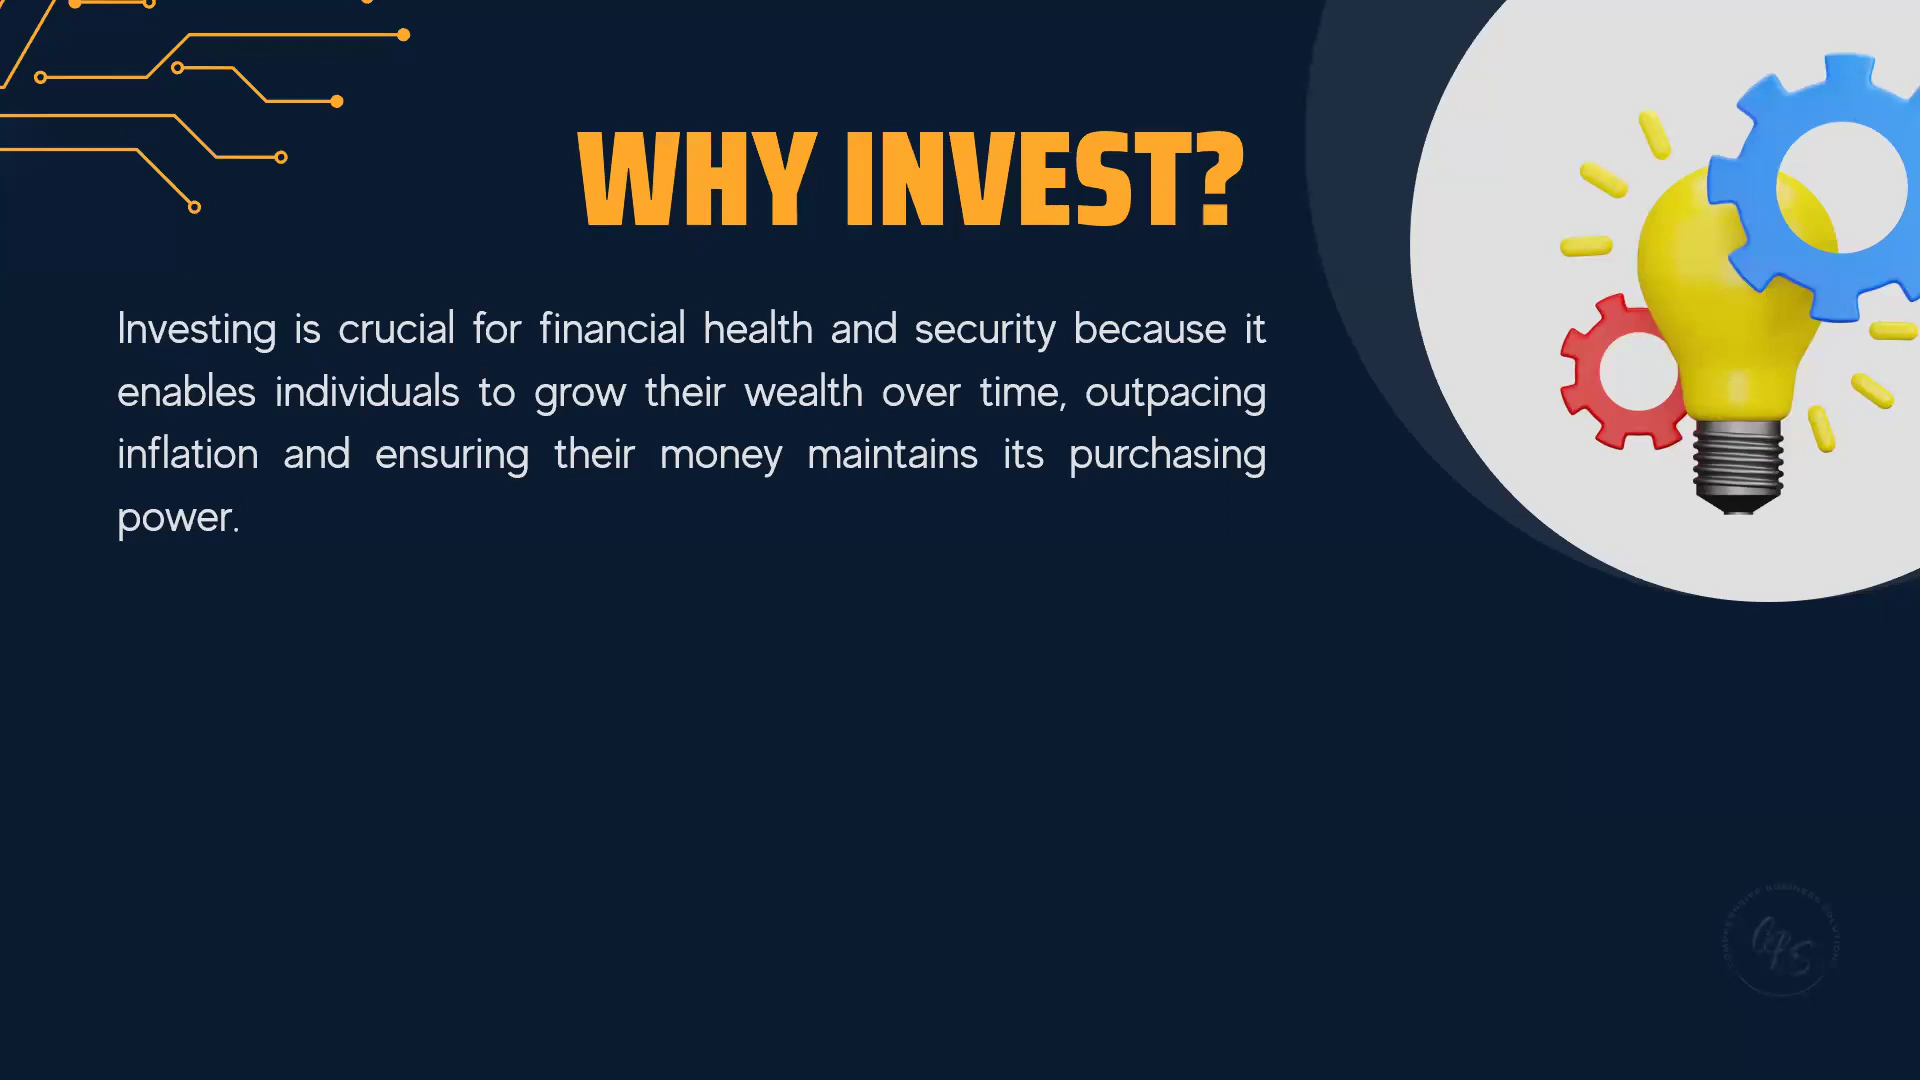 WHY INVEST?
Investing is crucial for financial health and security because it
enables individuals to grow their wealth over time, outpacing
inflation and ensuring their money maintains its purchasing
power.